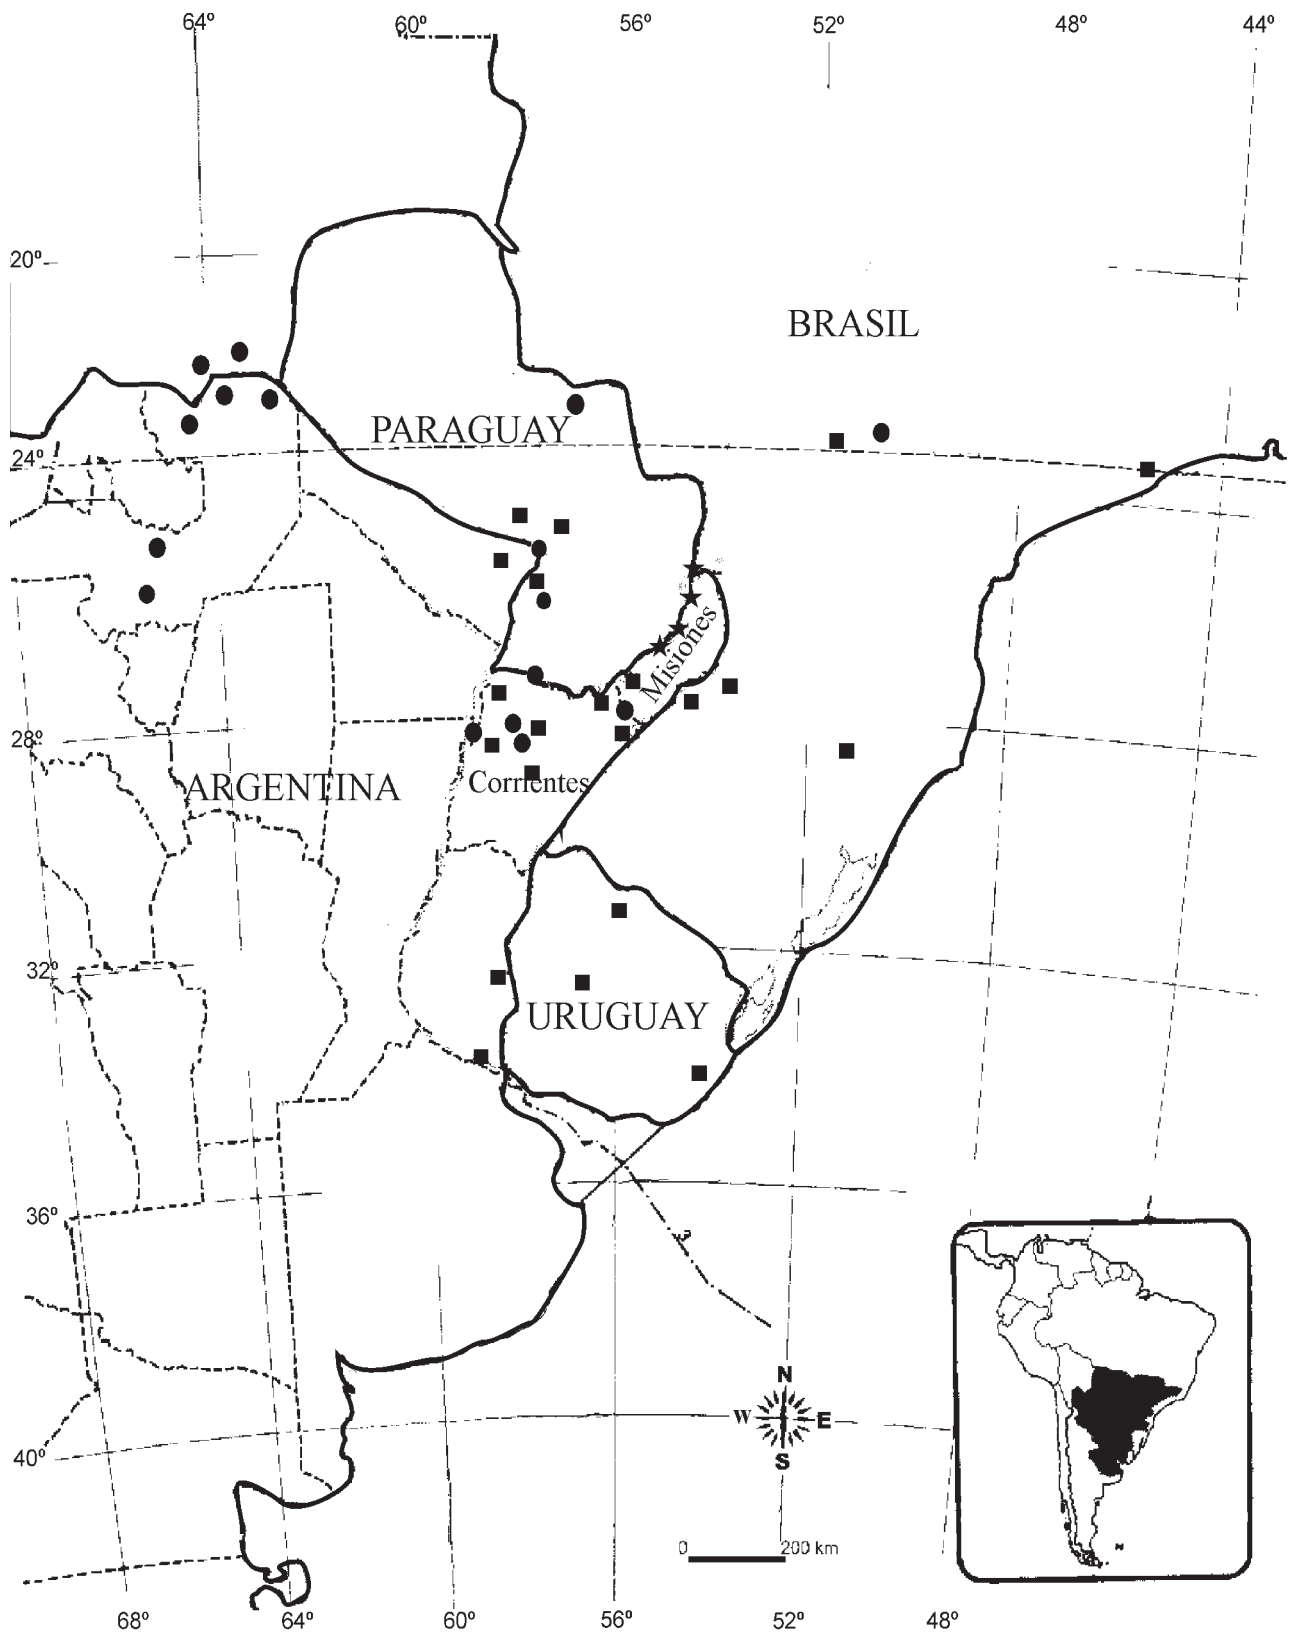 64º 60º 56º 52º 48º 44º
20º
BRASIL
PARAGUAY
24º
Misiones
28º
ARGENTINA
Corrientes
32º
URUGUAY
36º
N
W E
S
40º
0 200 km
N
68º 64º 60º 56º 52º 48º